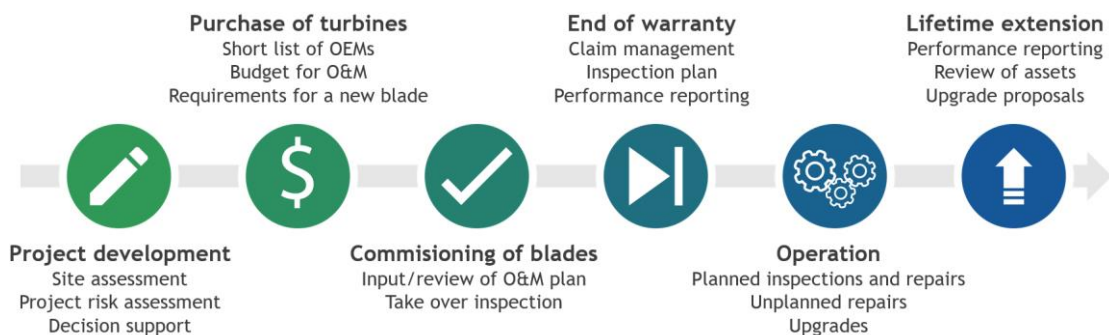 Purchase of turbines
Short list of OEMs
Budget for O&M
Requirements for a new blade
End of warranty
Claim management
Inspection plan
Performance reporting
Lifetime extension
Performance reporting
Review of assets
Upgrade proposals
$
Project development
Site assessment
Project risk assessment
Decision support
Commisioning of blades
Input/review of O&M plan
Take over inspection
Operation
Planned inspections and repairs
Unplanned repairs
Upgrades